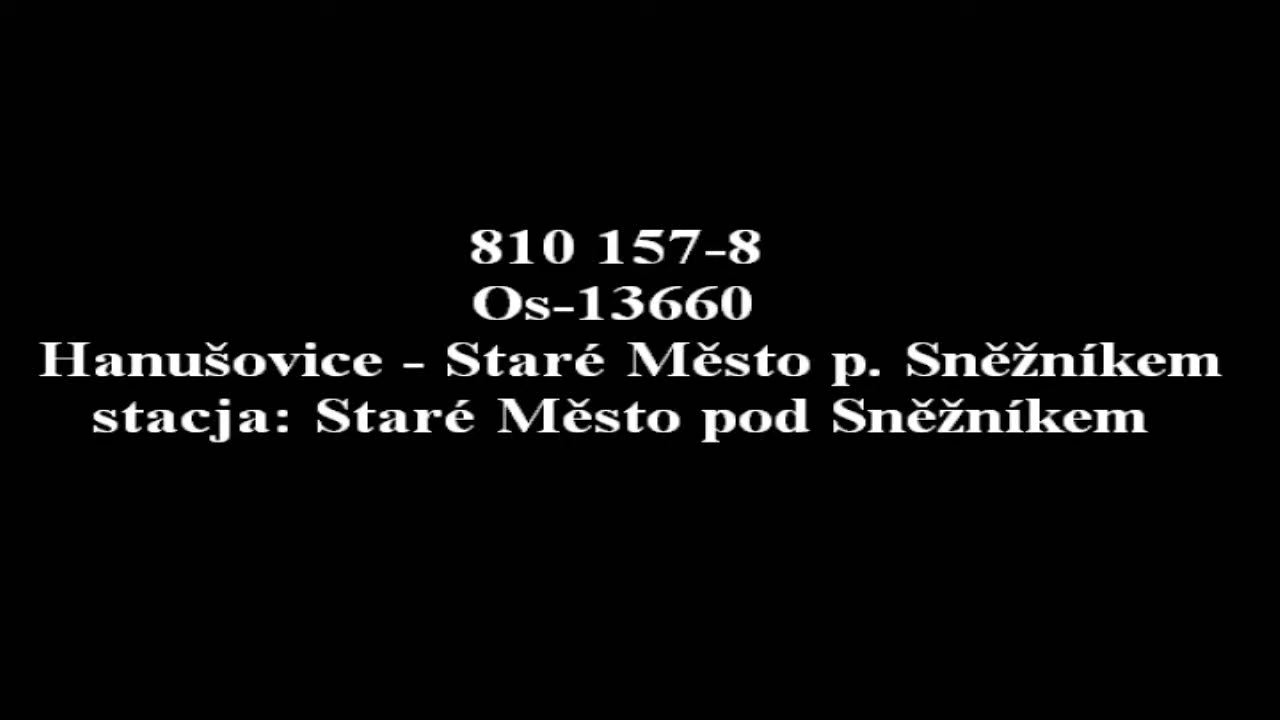 810 157-8
Os-13660
Hanušovice - Staré Město p. Sněžníkem
stacja: Staré Město pod Sněžníkem